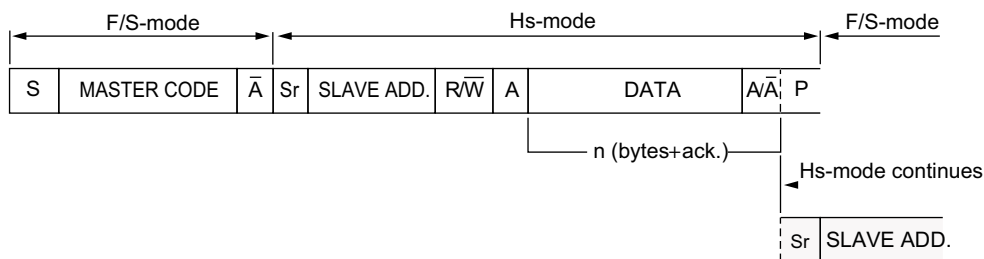 F/S-mode Hs-mode F/S-mode
S MASTER CODE A̅ Sr SLAVE ADD. R/W̅ A DATA A/A̅ P
n (bytes+ack.)
Hs-mode continues
Sr SLAVE ADD.